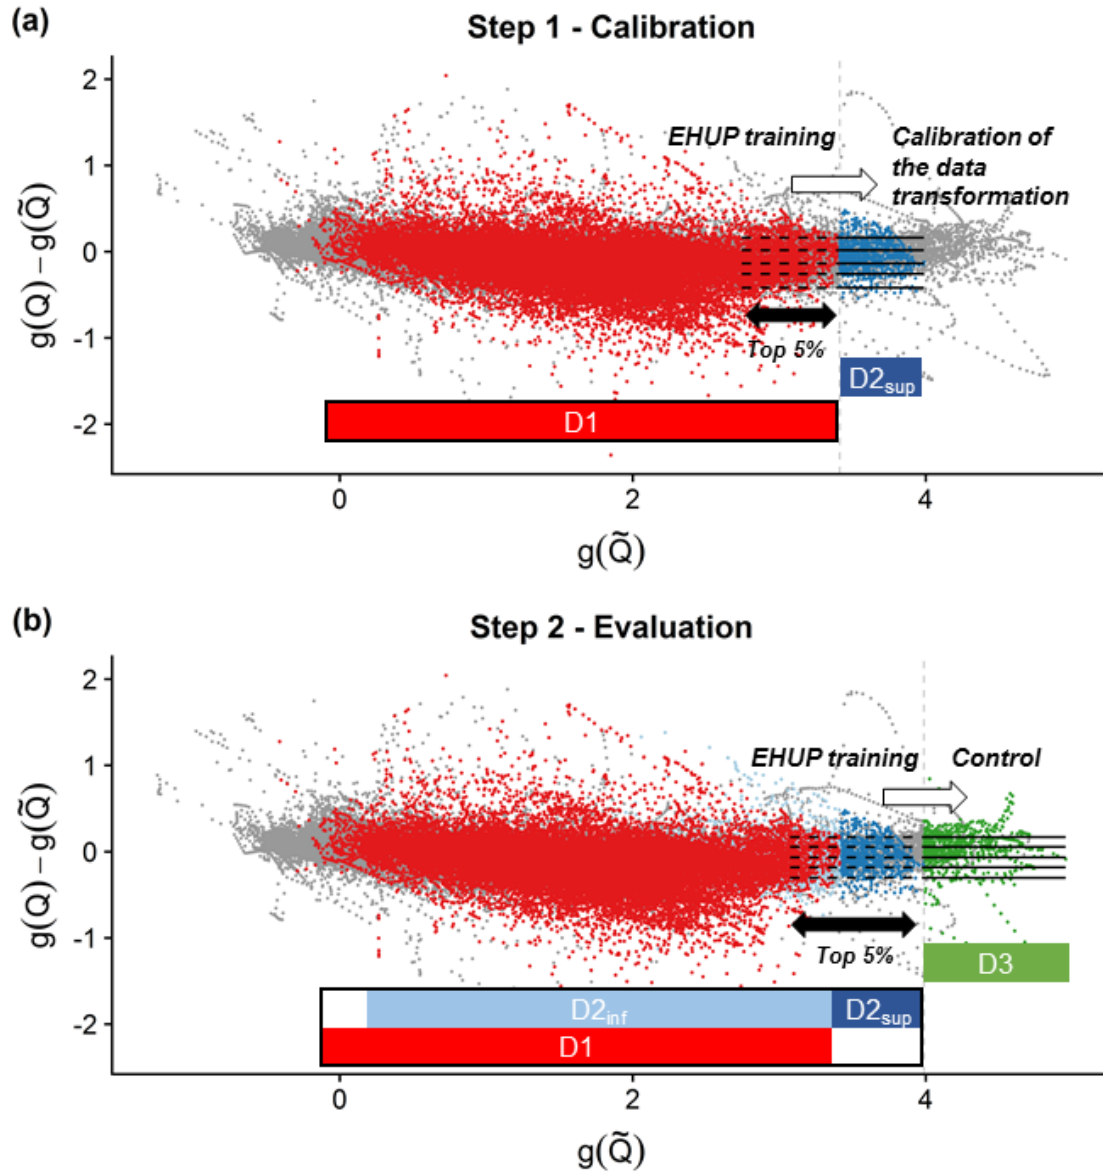 (a)
Step 1 - Calibration
2
1
0
-1
-2
g(Q) – g(Q̃)
EHUP training
Calibration of
the data
transformation
Top 5%
D2sup
D1
0
2
4
g(Q̃)
(b)
Step 2 - Evaluation
2
1
0
-1
-2
g(Q) – g(Q̃)
EHUP training
Control
Top 5%
D3
D2inf
D2sup
D1
0
2
4
g(Q̃)